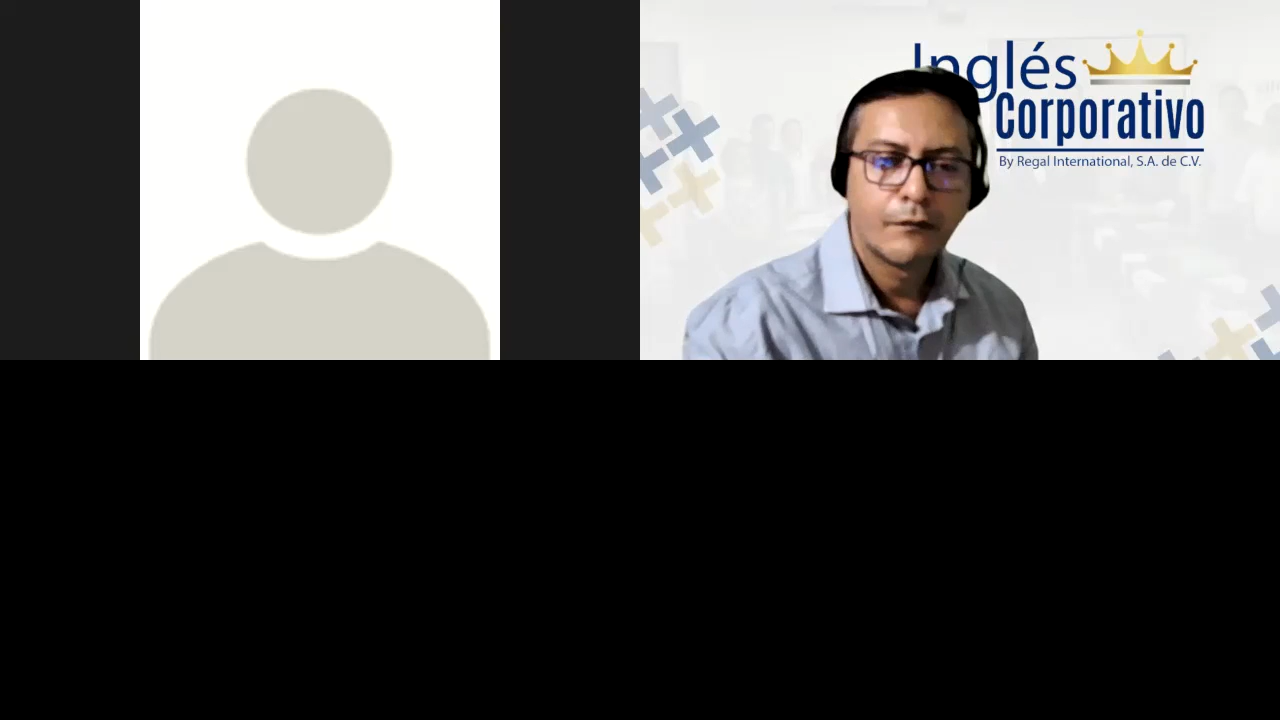 Inglés
Corporativo
By Regal International, S.A. de C.V.